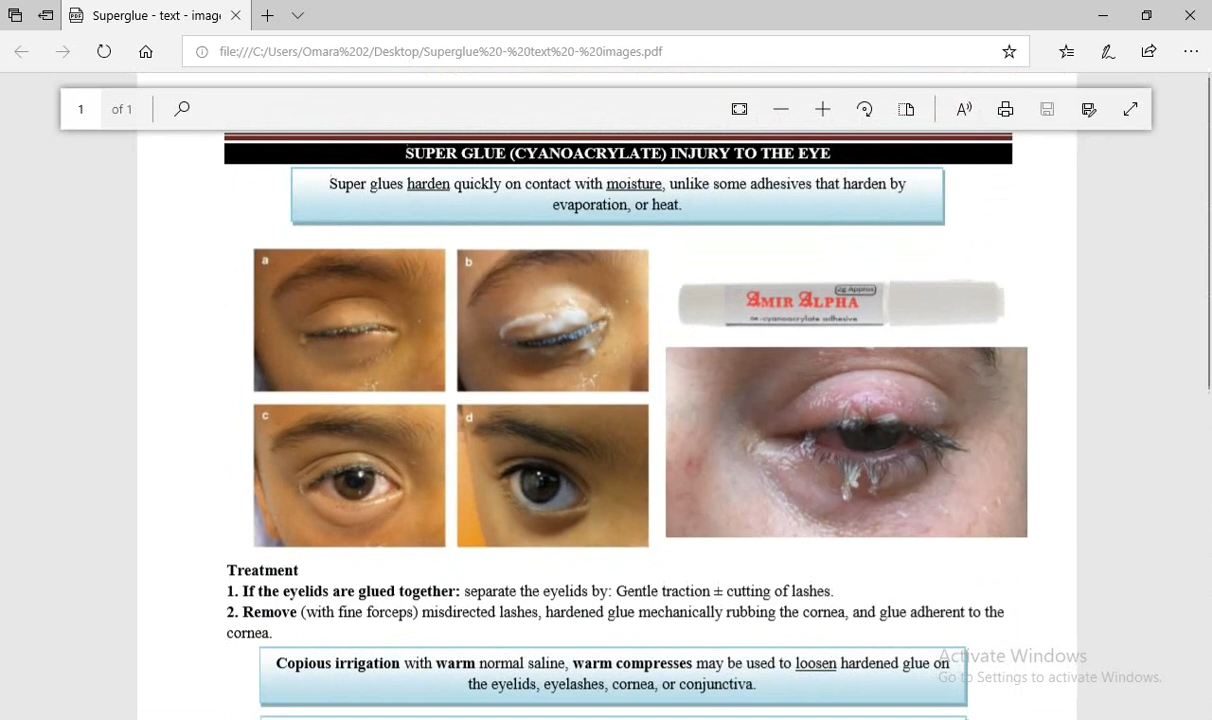 Superglue - text - imag
file:///C:/Users/Omara%202/Desktop/Superglue%20-%20text%20-%20images.pdf
1 of 1
SUPER GLUE (CYANOACRYLATE) INJURY TO THE EYE
Super glues harden quickly on contact with moisture, unlike some adhesives that harden by
evaporation, or heat.
a
b
2g Approx
AMIR ALPHA
cyanoacrylate adhesive
c
d
Treatment
1. If the eyelids are glued together: separate the eyelids by: Gentle traction ± cutting of lashes.
2. Remove (with fine forceps) misdirected lashes, hardened glue mechanically rubbing the cornea, and glue adherent to the
cornea.
Copious irrigation with warm normal saline, warm compresses may be used to loosen hardened glue on
the eyelids, eyelashes, cornea, or conjunctiva.
Activate Windows
Go to Settings to activate Windows.